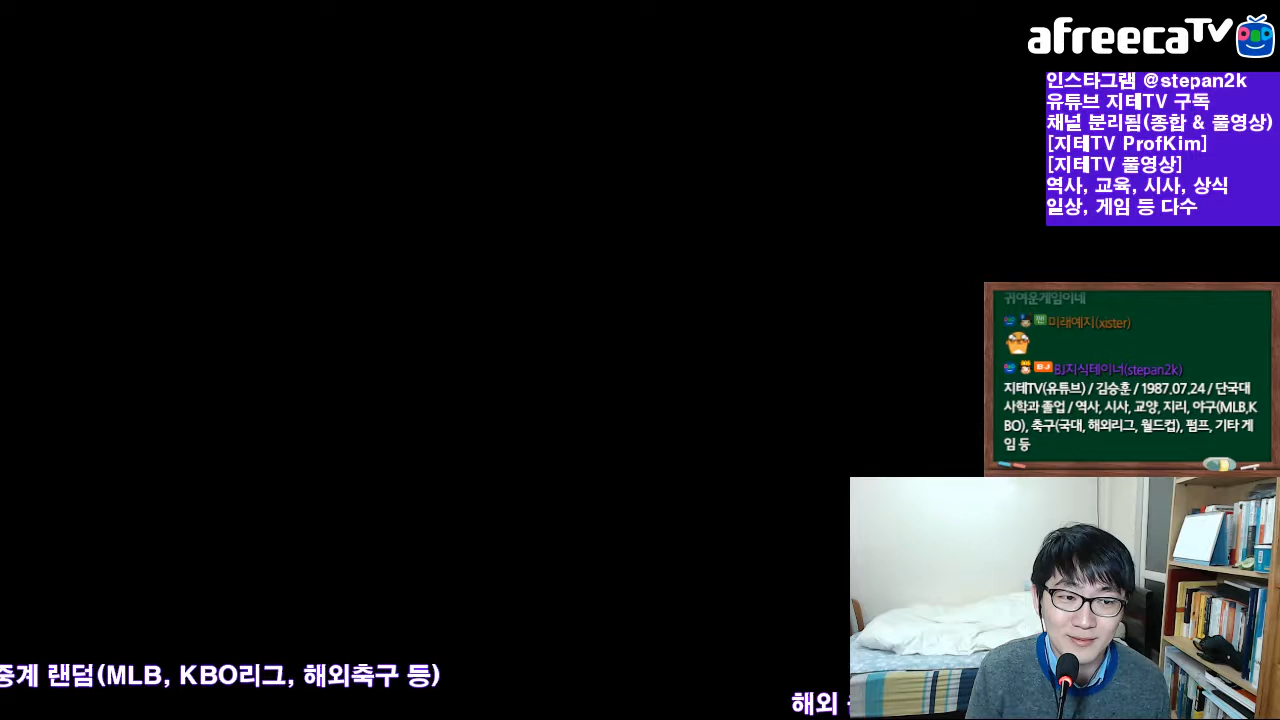 afreecaTV
인스타그램 @stepan2k
유튜브 지테TV 구독
채널 분리됨(종합 & 풀영상)
[지테TV ProfKim]
[지테TV 풀영상]
역사, 교육, 시사, 상식
일상, 게임 등 다수
귀여운게임이네
미래예지(xister)
BJ지식테이너(stepan2k)
지테TV(유튜브) / 김승훈 / 1987.07.24 / 단국대
사학과 졸업 / 역사, 시사, 교양, 지리, 야구(MLB,K
BO), 축구(국대, 해외리그, 월드컵), 펌프, 기타 게
임 등
중계 랜덤(MLB, KBO리그, 해외축구 등)
해외